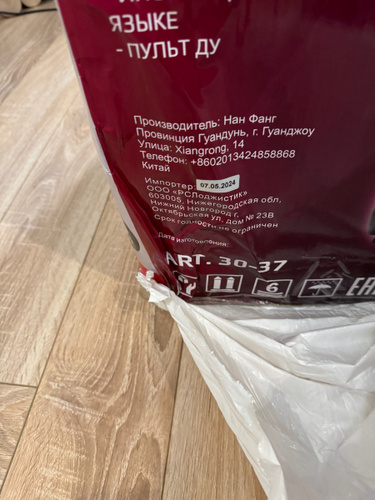 ЯЗЫКЕ
- ПУЛЬТ ДУ
Производитель: Нан Фанг
Провинция Гуандунь, г. Гуанджоу
Улица: Xiangrong, 14
Телефон: +8602013424858868
Китай
Импортер:
07.05.2024
ООО «РСЛоджистик»
603005, Нижегородская обл.
Нижний Новгород г,
Октябрьская ул, дом № 23В
Срок годности не ограничен
Дата изготовления:
ART. 30-37
6